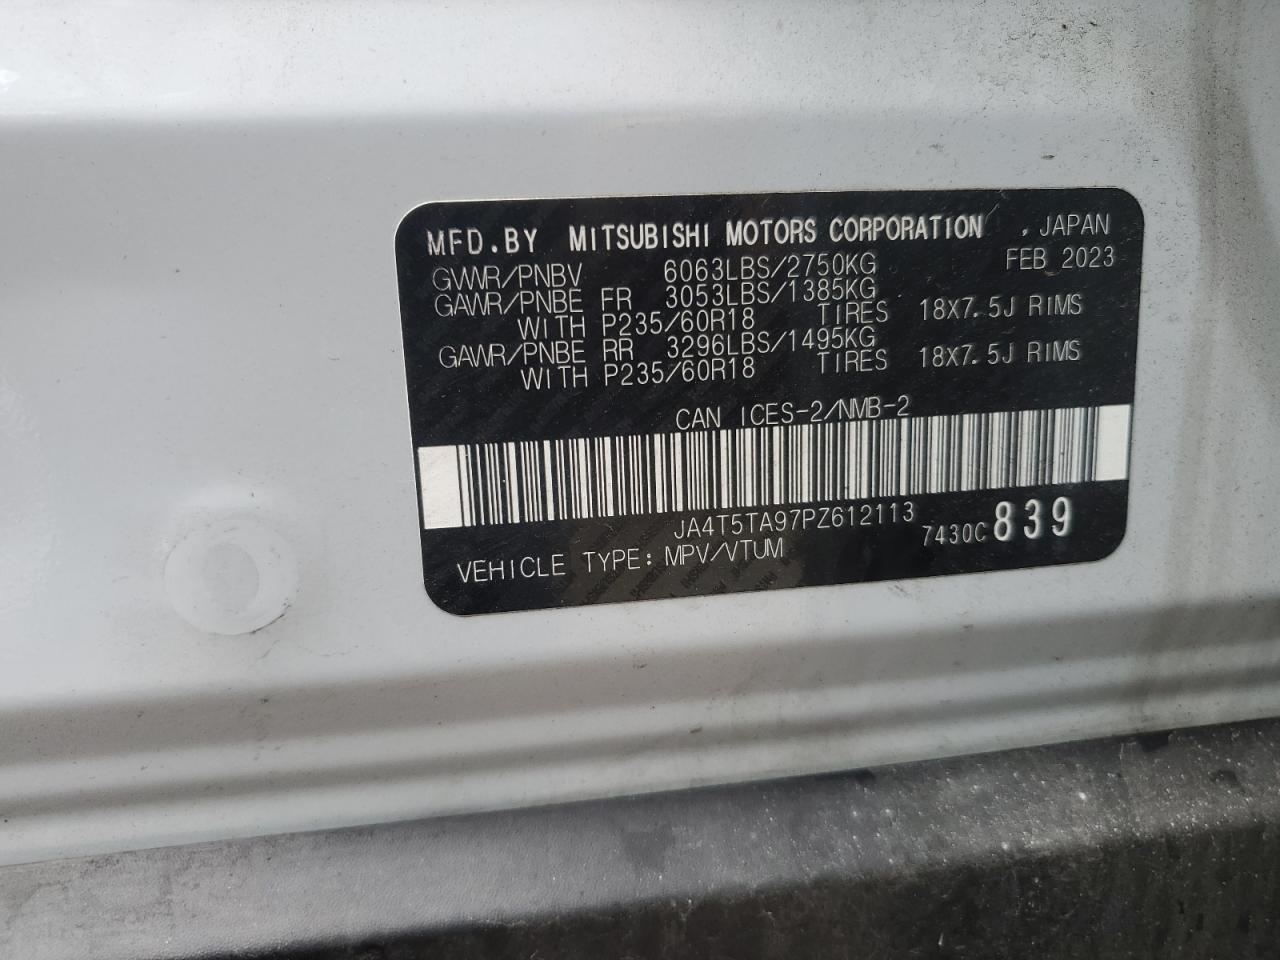 MFD.BY MITSUBISHI MOTORS CORPORATION , JAPAN
GVWR/PNBV 6063LBS/2750KG FEB 2023
GAWR/PNBE FR 3053LBS/1385KG
WITH P235/60R18 TIRES 18X7.5J RIMS
GAWR/PNBE RR 3296LBS/1495KG
WITH P235/60R18 TIRES 18X7.5J RIMS
CAN ICES-2/NMB-2
JA4T5TA97PZ612113 7430C839
VEHICLE TYPE: MPV/VTUM